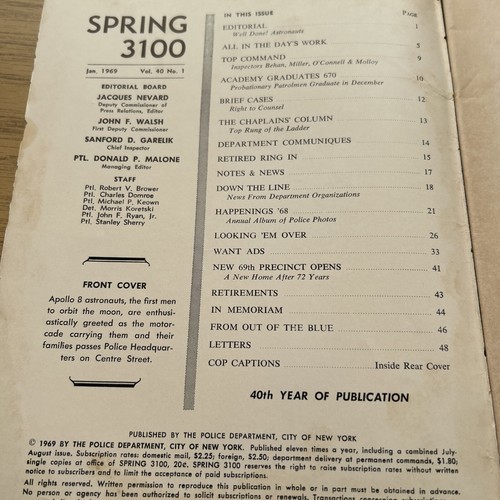 SPRING
3100
Jan. 1969 Vol. 40 No. 1
EDITORIAL BOARD
JACQUES NEVARD
Deputy Commissioner of
Press Relations, Editor
JOHN F. WALSH
First Deputy Commissioner
SANFORD D. GARELIK
Chief Inspector
PTL. DONALD P. MALONE
Managing Editor
STAFF
Ptl. Robert V. Brower
Ptl. Charles Domroe
Ptl. Michael P. Keown
Det. Morris Koretski
Ptl. John F. Ryan, Jr.
Ptl. Stanley Sherry
FRONT COVER
Apollo 8 astronauts, the first men
to orbit the moon, are enthusi-
astically greeted as the motor-
cade carrying them and their
families passes Police Headquar-
ters on Centre Street.
IN THIS ISSUE PAGE
EDITORIAL 1
Well Done! Astronauts
ALL IN THE DAY'S WORK 5
TOP COMMAND 9
Inspectors Behan, Miller, O'Connell & Molloy
ACADEMY GRADUATES 670 10
Probationary Patrolmen Graduate in December
BRIEF CASES 12
Right to Counsel
THE CHAPLAINS' COLUMN 13
Top Rung of the Ladder
DEPARTMENT COMMUNIQUES 14
RETIRED RING IN 15
NOTES & NEWS 17
DOWN THE LINE 18
News From Department Organizations
HAPPENINGS '68 21
Annual Album of Police Photos
LOOKING 'EM OVER 26
WANT ADS 33
NEW 69th PRECINCT OPENS 41
A New Home After 72 Years
RETIREMENTS 43
IN MEMORIAM 44
FROM OUT OF THE BLUE 46
LETTERS 48
COP CAPTIONS Inside Rear Cover
40th YEAR OF PUBLICATION
PUBLISHED BY THE POLICE DEPARTMENT, CITY OF NEW YORK
© 1969 BY THE POLICE DEPARTMENT, CITY OF NEW YORK. Published eleven times a year, including a combined July-
August issue. Subscription rates: domestic mail, $2.25; foreign, $2.50; department delivery at permanent commands, $1.80;
single copies at office of SPRING 3100, 20¢. SPRING 3100 reserves the right to raise subscription rates without written
notice to subscribers and to limit the acceptance of paid subscriptions.
All rights reserved. Written permission to reproduce this publication in whole or in part must be obtained in advance.
No person or agency has been authorized to solicit subscriptions or renewals. Transactions concerning